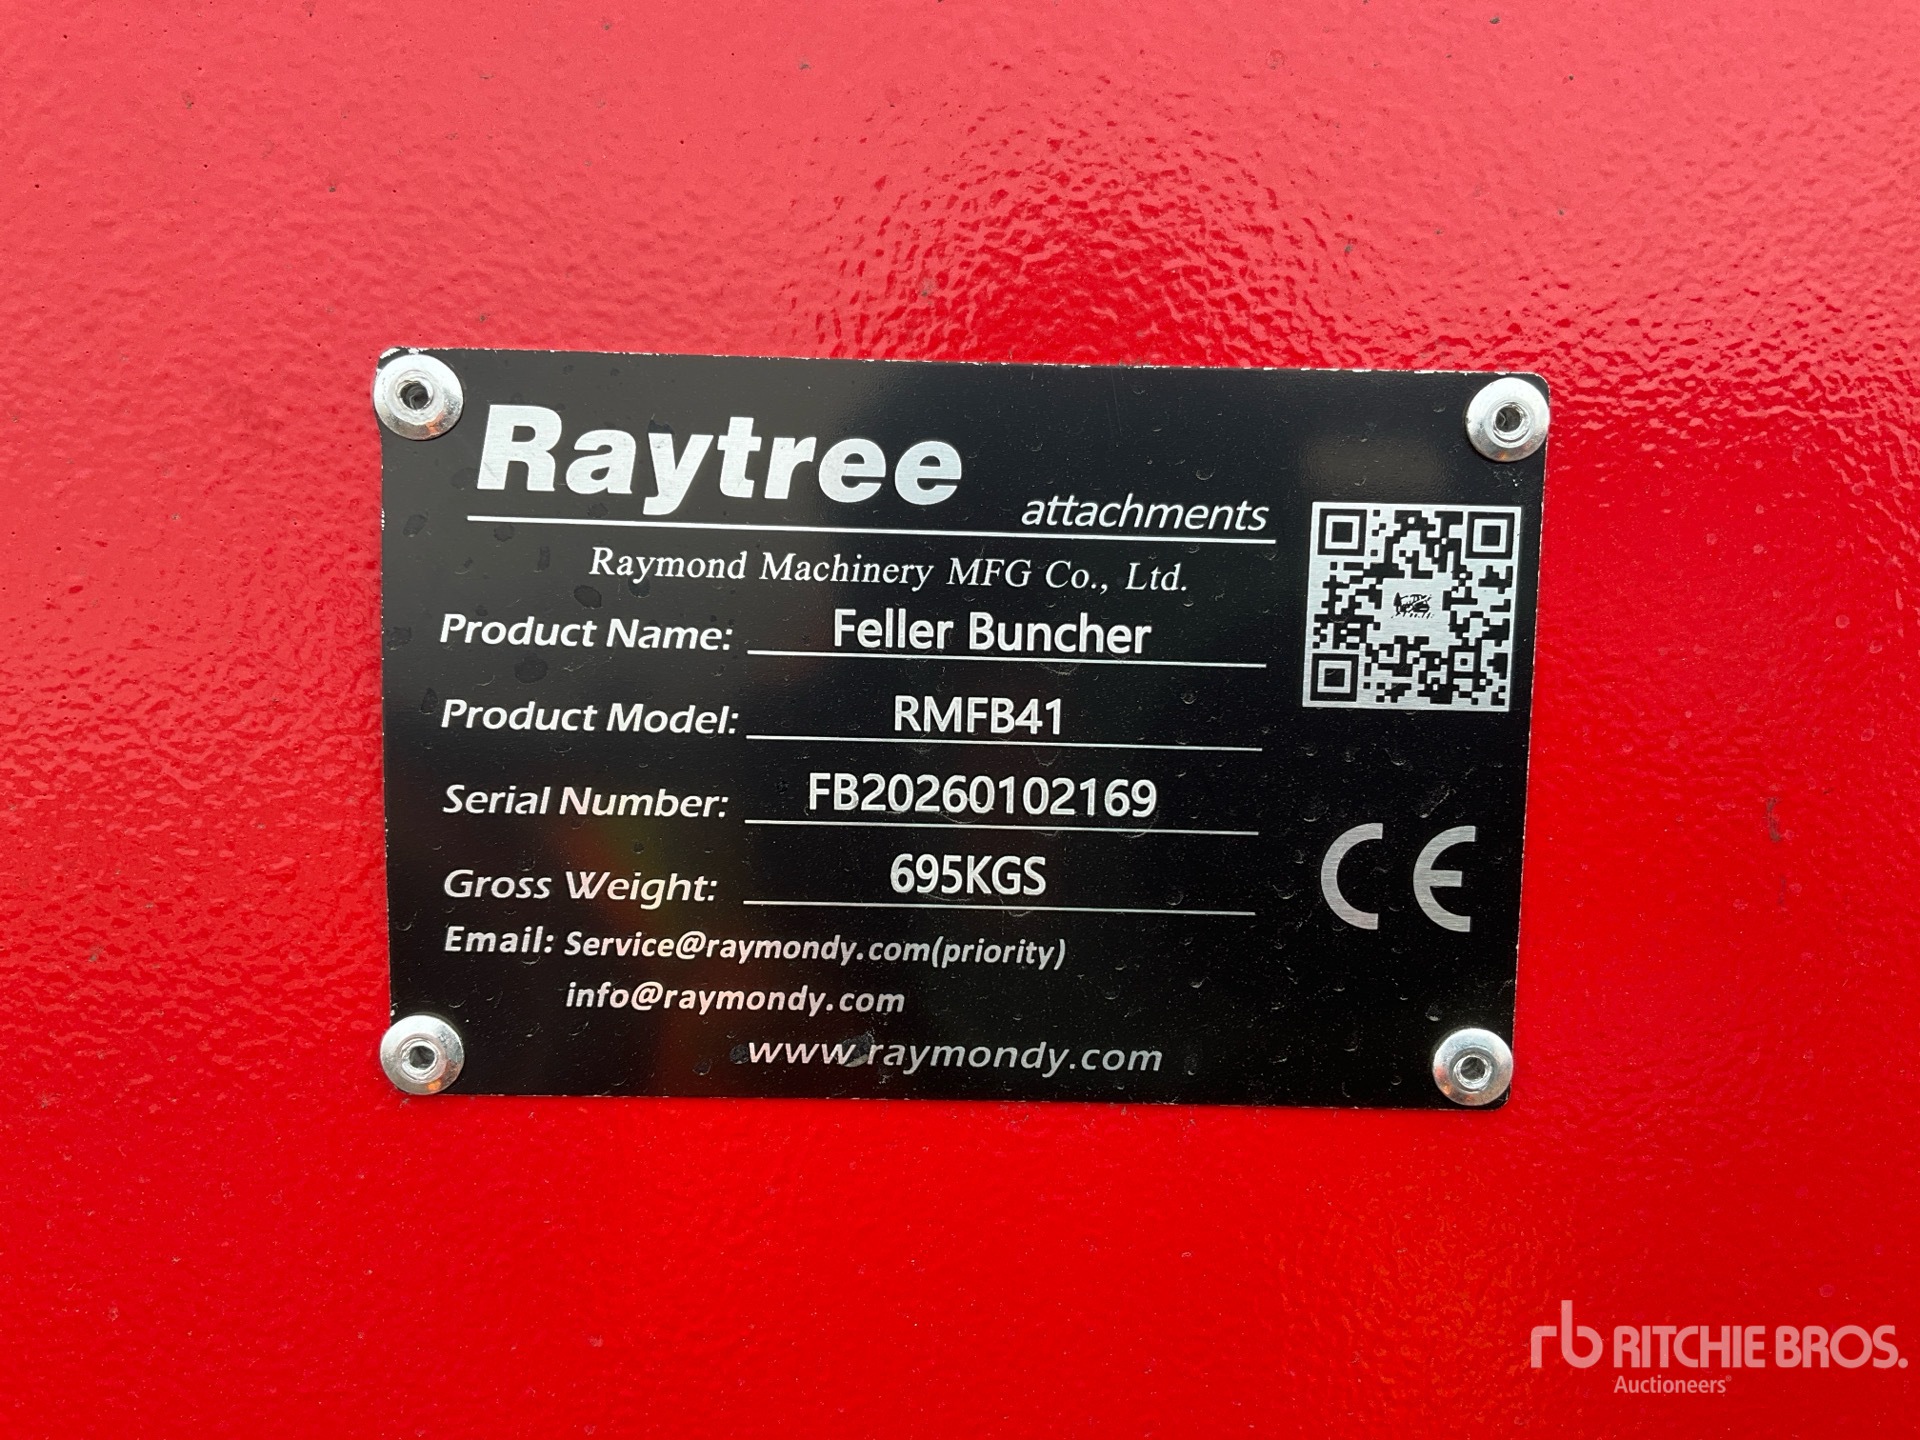 Raytree
attachments
Raymond Machinery MFG Co., Ltd.
Product Name: Feller Buncher
Product Model: RMFB41
Serial Number: FB20260102169
Gross Weight: 695KGS
Email: Service@raymondy.com(priority)
info@raymondy.com
www.raymondy.com
CE
rb RITCHIE BROS.
Auctioneers®